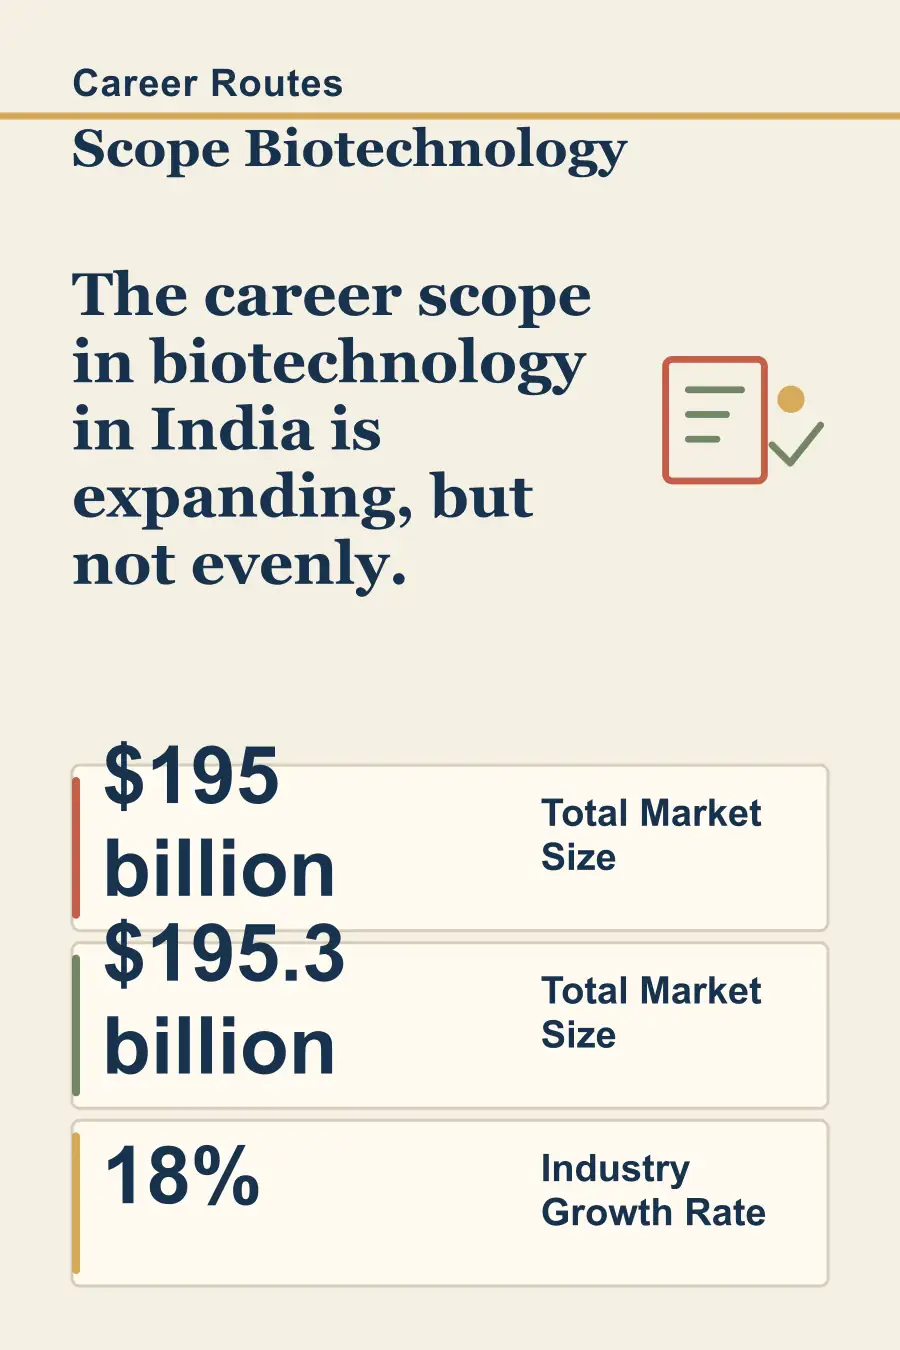 Career Routes
Scope Biotechnology
The career scope
in biotechnology
in India is
expanding, but
not evenly.
$195
billion
Total Market
Size
$195.3
billion
Total Market
Size
18%
Industry
Growth Rate